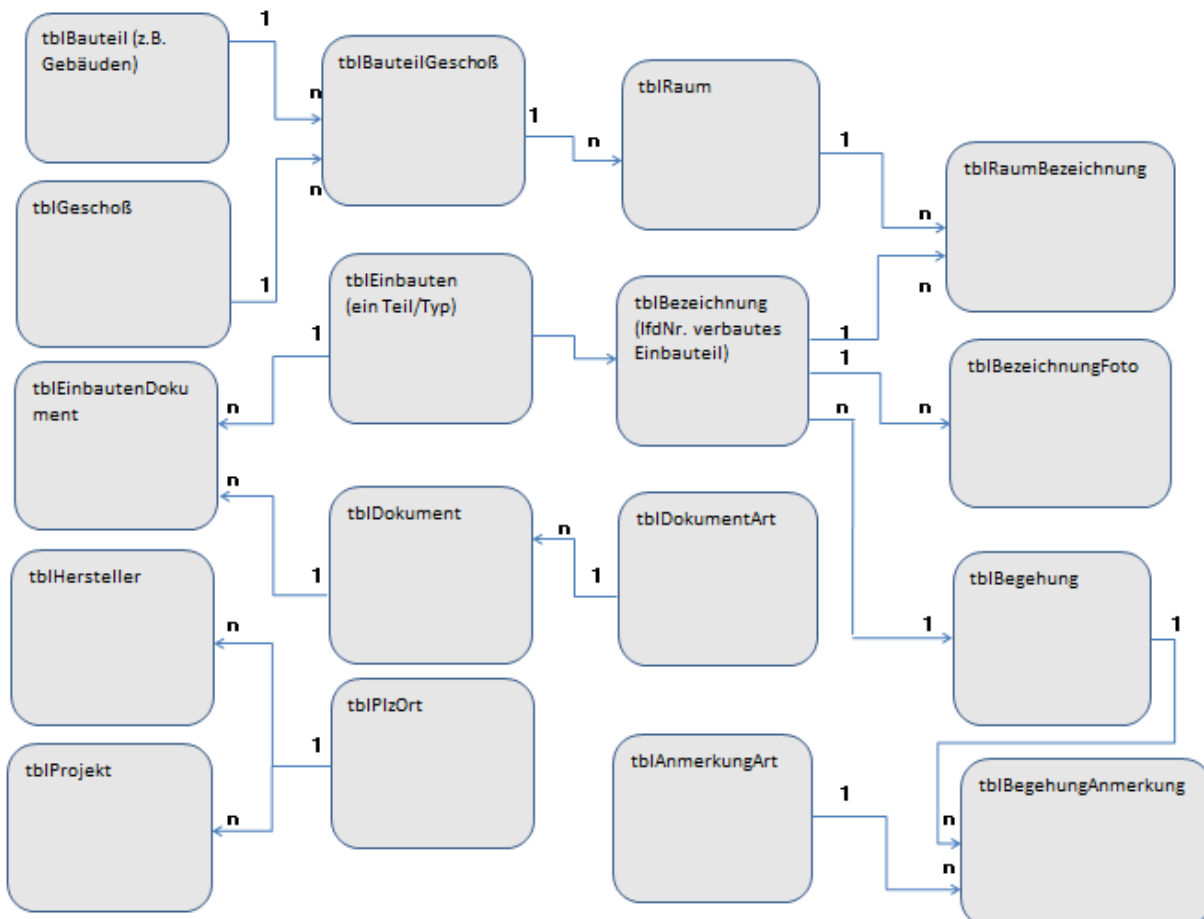 1
tblBauteil (z.B.
Gebäuden)
tblBauteilGeschoß
tblRaum
n
1
n
1
tblRaumBezeichnung
n
tblGeschoß
n
1
tblEinbauten
(ein Teil/Typ)
tblBezeichnung
(lfdNr. verbautes
Einbauteil)
n
1
1
1
tblEinbautenDoku
ment
n
n
n
tblBezeichnungFoto
n
tblDokument
n
tblDokumentArt
1
1
tblHersteller
n
tblBegehung
1
1
tblPlzOrt
1
tblProjekt
n
tblAnmerkungArt
1
tblBegehungAnmerkung
n
n